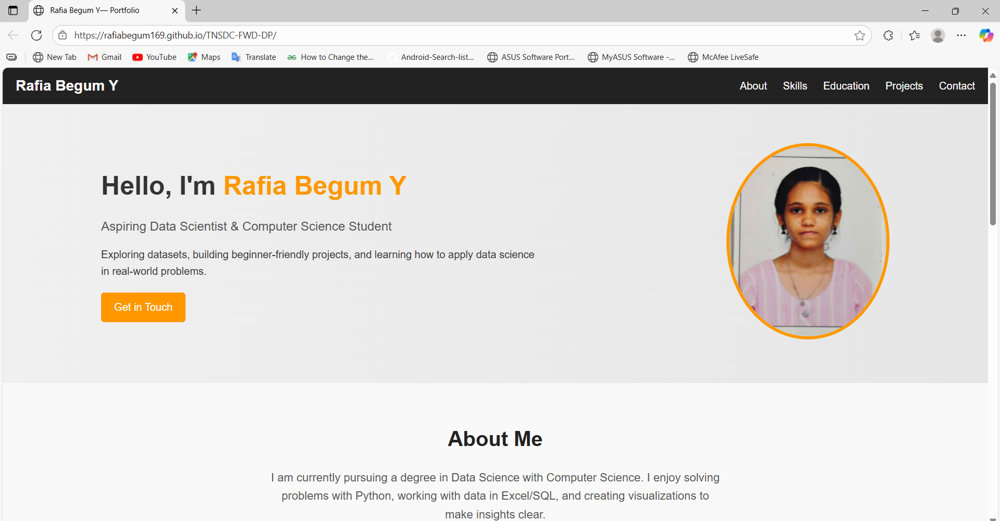 Rafia Begum Y— Portfolio
https://rafiabegum169.github.io/TNSDC-FWD-DP/
New Tab Gmail YouTube Maps Translate How to Change the... Android-Search-list... ASUS Software Port... MyASUS Software -... McAfee LiveSafe
Rafia Begum Y About Skills Education Projects Contact
Hello, I'm Rafia Begum Y
Aspiring Data Scientist & Computer Science Student
Exploring datasets, building beginner-friendly projects, and learning how to apply data science
in real-world problems.
Get in Touch
About Me
I am currently pursuing a degree in Data Science with Computer Science. I enjoy solving
problems with Python, working with data in Excel/SQL, and creating visualizations to
make insights clear.